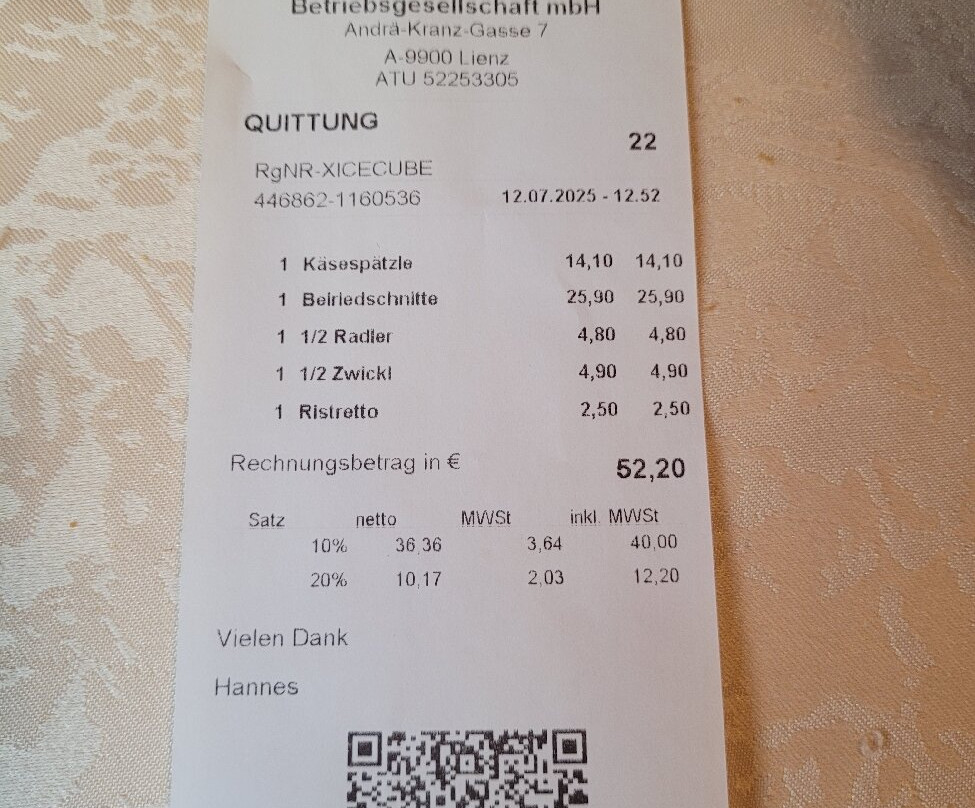 Betriebsgesellschaft mbH
Andrä-Kranz-Gasse 7
A-9900 Lienz
ATU 52253305
QUITTUNG
22
RgNR-XICECUBE
446862-1160536 12.07.2025 - 12.52
1 Käsespätzle 14,10 14,10
1 Beiriedschnitte 25,90 25,90
1 1/2 Radler 4,80 4,80
1 1/2 Zwickl 4,90 4,90
1 Ristretto 2,50 2,50
Rechnungsbetrag in € 52,20
Satz netto MWSt inkl. MWSt
10% 36,36 3,64 40,00
20% 10,17 2,03 12,20
Vielen Dank
Hannes